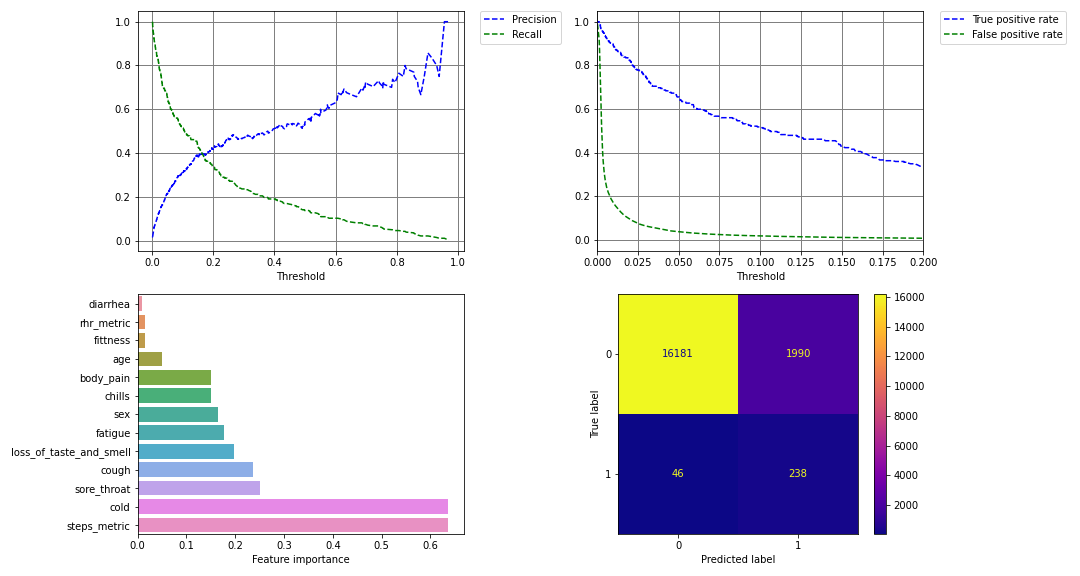 1.0
0.8
0.6
0.4
0.2
0.0
0.0 0.2 0.4 0.6 0.8 1.0
Threshold
Precision
Recall
1.0
0.8
0.6
0.4
0.2
0.0
0.000 0.025 0.050 0.075 0.100 0.125 0.150 0.175 0.200
Threshold
True positive rate
False positive rate
diarrhea
rhr_metric
fittness
age
body_pain
chills
sex
fatigue
loss_of_taste_and_smell
cough
sore_throat
cold
steps_metric
0.0 0.1 0.2 0.3 0.4 0.5 0.6
Feature importance
True label
0
1
16181 1990
46 238
0 1
Predicted label
16000
14000
12000
10000
8000
6000
4000
2000